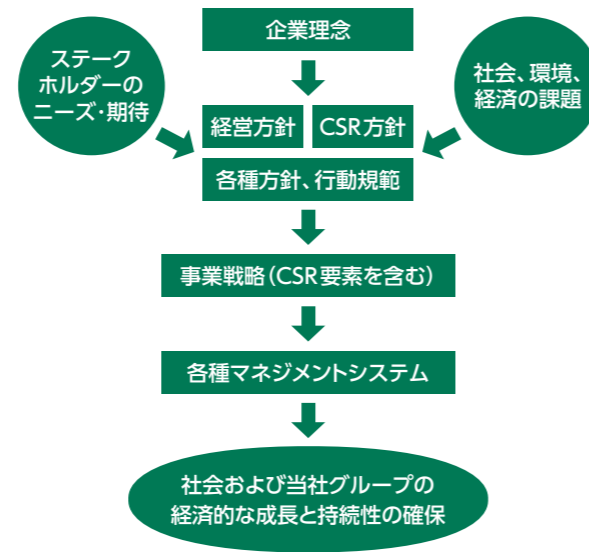 企業理念
ステーク
ホルダーの
ニーズ・期待
社会、環境、
経済の課題
経営方針
CSR方針
各種方針、行動規範
事業戦略(CSR要素を含む)
各種マネジメントシステム
社会および当社グループの
経済的な成長と持続性の確保